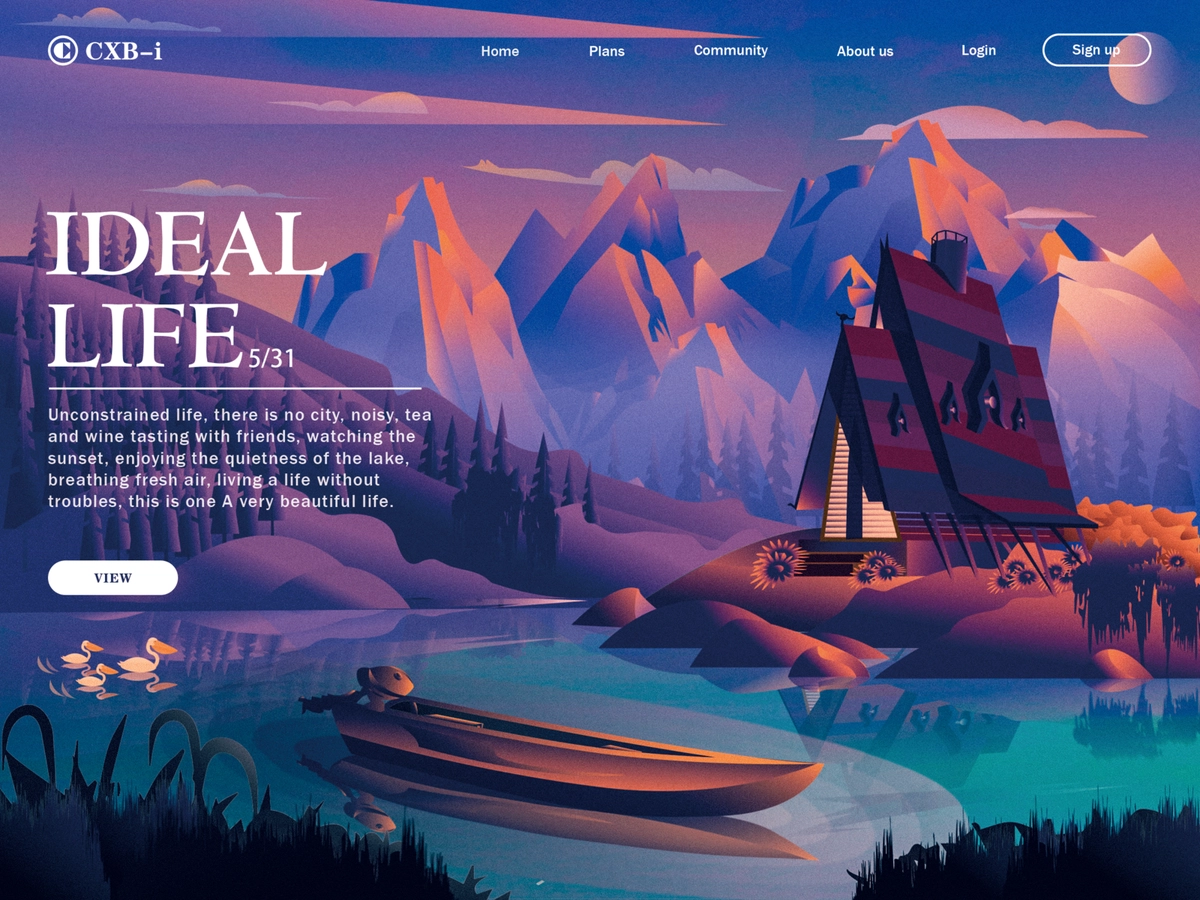 CXB-i
Home Plans Community About us Login Sign up
IDEAL
LIFE 5/31
Unconstrained life, there is no city, noisy, tea
and wine tasting with friends, watching the
sunset, enjoying the quietness of the lake,
breathing fresh air, living a life without
troubles, this is one A very beautiful life.
VIEW